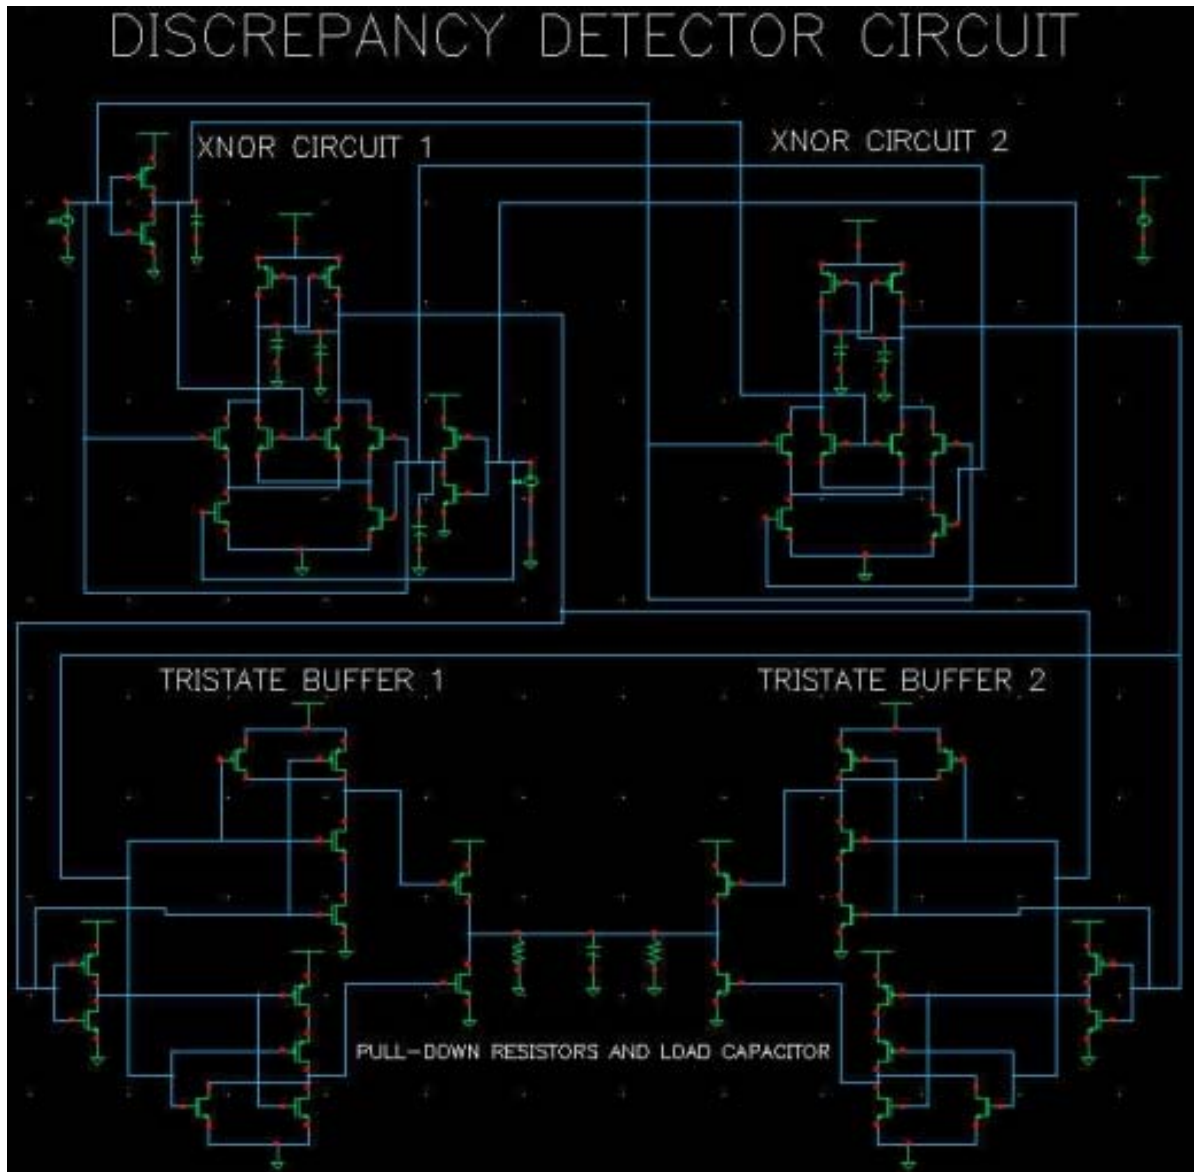 DISCREPANCY DETECTOR CIRCUIT
XNOR CIRCUIT 1
XNOR CIRCUIT 2
TRISTATE BUFFER 1
TRISTATE BUFFER 2
PULL-DOWN RESISTORS AND LOAD CAPACITOR